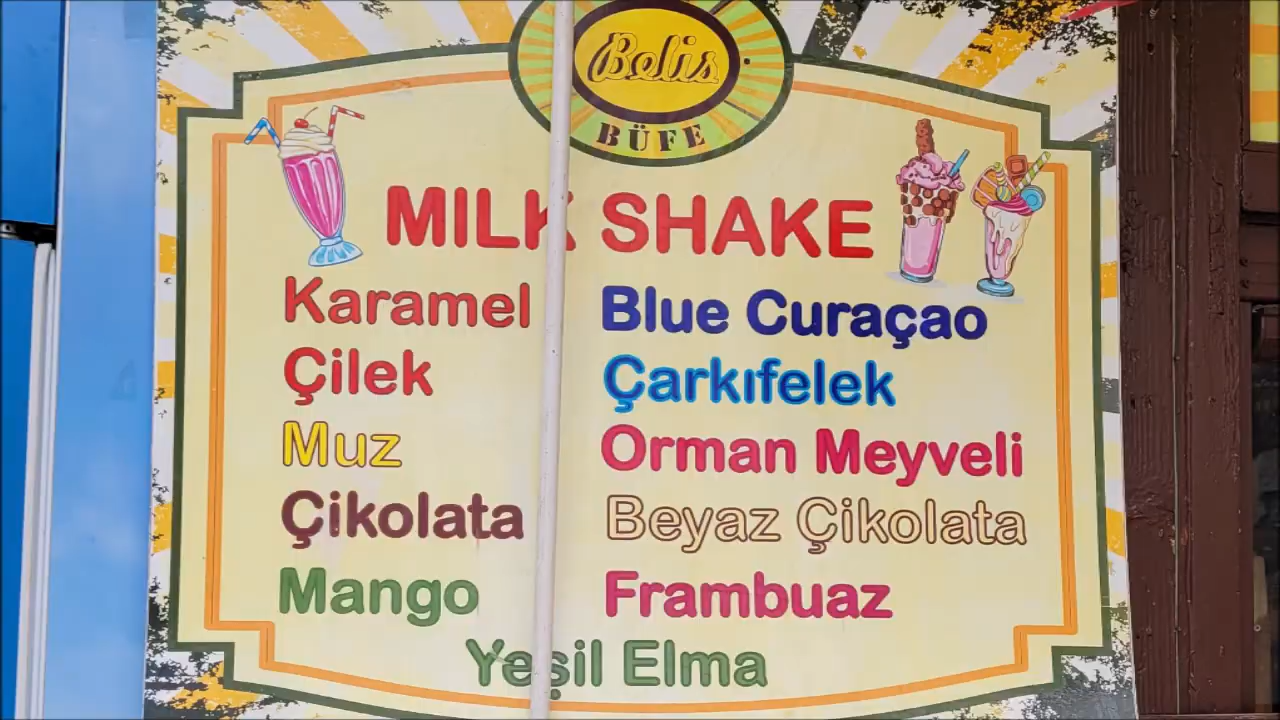 Belis
BÜFE
MILK SHAKE
Karamel
Çilek
Muz
Çikolata
Mango
Blue Curaçao
Çarkıfelek
Orman Meyveli
Beyaz Çikolata
Frambuaz
Yeşil Elma